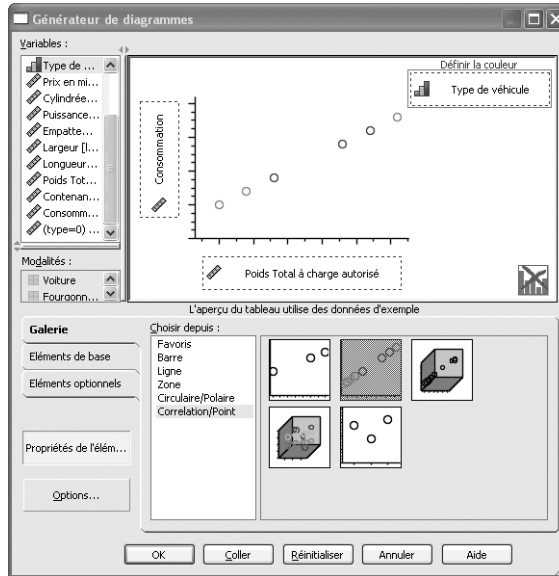 Générateur de diagrammes
Variables :
Type de ...
Prix en mi...
Cylindrée...
Puissance...
Empatte...
Largeur [l...
Longueur...
Poids Tot...
Contenan...
Consomm...
(type=0) ...
Modalités :
Voiture
Fourgonn...
Définir la couleur
Type de véhicule
Consommation
Poids Total à charge autorisé
L'aperçu du tableau utilise des données d'exemple
Galerie
Eléments de base
Eléments optionnels
Propriétés de l'élém...
Options...
Choisir depuis :
Favoris
Barre
Ligne
Zone
Circulaire/Polaire
Correlation/Point
OK
Coller
Réinitialiser
Annuler
Aide